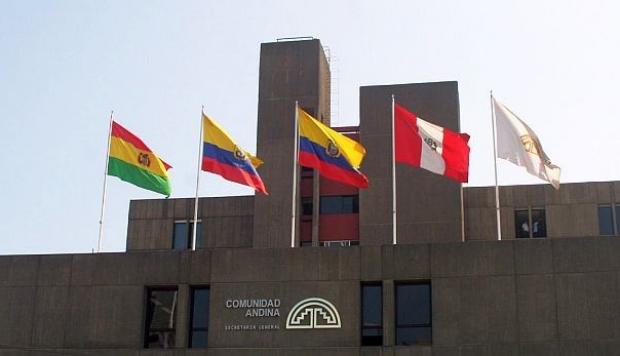 COMUNIDAD
ANDINA
SECRETARIA GENERAL